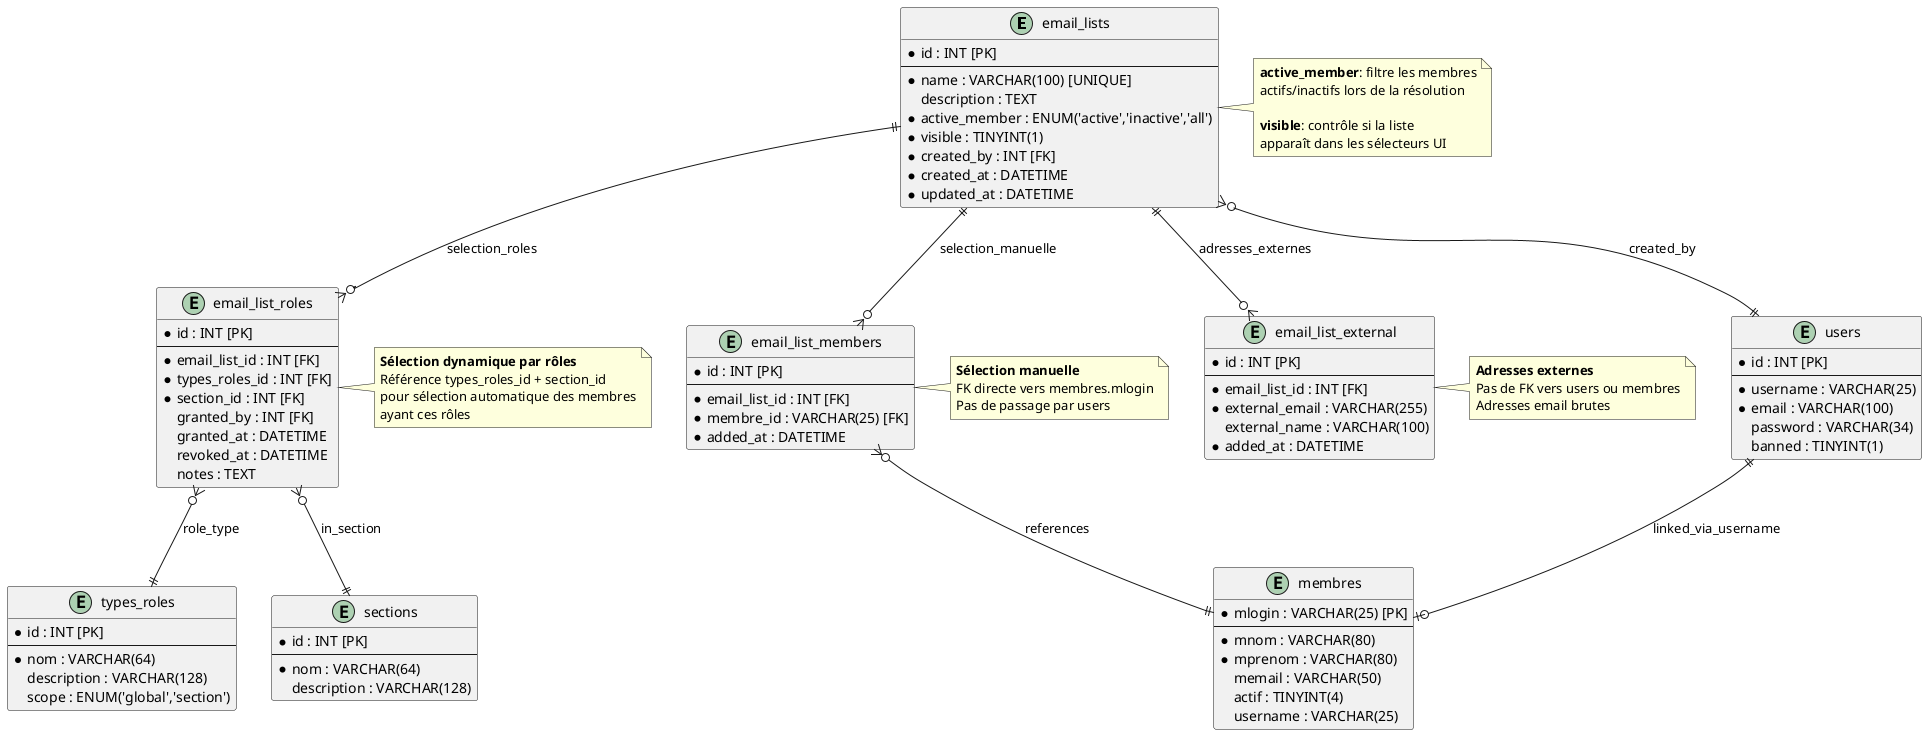 E email_lists
id : INT [PK]
name : VARCHAR(100) [UNIQUE]
description : TEXT
active_member : ENUM('active','inactive','all')
visible : TINYINT(1)
created_by : INT [FK]
created_at : DATETIME
updated_at : DATETIME
active_member: filtre les membres
actifs/inactifs lors de la résolution
visible: contrôle si la liste
apparaît dans les sélecteurs UI
selection_roles
selection_manuelle
adresses_externes
created_by
E email_list_roles
id : INT [PK]
email_list_id : INT [FK]
types_roles_id : INT [FK]
section_id : INT [FK]
granted_by : INT [FK]
granted_at : DATETIME
revoked_at : DATETIME
notes : TEXT
Sélection dynamique par rôles
Référence types_roles_id + section_id
pour sélection automatique des membres
ayant ces rôles
E email_list_members
id : INT [PK]
email_list_id : INT [FK]
membre_id : VARCHAR(25) [FK]
added_at : DATETIME
Sélection manuelle
FK directe vers membres.mlogin
Pas de passage par users
E email_list_external
id : INT [PK]
email_list_id : INT [FK]
external_email : VARCHAR(255)
external_name : VARCHAR(100)
added_at : DATETIME
Adresses externes
Pas de FK vers users ou membres
Adresses email brutes
E users
id : INT [PK]
username : VARCHAR(25)
email : VARCHAR(100)
password : VARCHAR(34)
banned : TINYINT(1)
role_type
in_section
references
linked_via_username
E types_roles
id : INT [PK]
nom : VARCHAR(64)
description : VARCHAR(128)
scope : ENUM('global','section')
E sections
id : INT [PK]
nom : VARCHAR(64)
description : VARCHAR(128)
E membres
mlogin : VARCHAR(25) [PK]
mnom : VARCHAR(80)
mprenom : VARCHAR(80)
memail : VARCHAR(50)
actif : TINYINT(4)
username : VARCHAR(25)